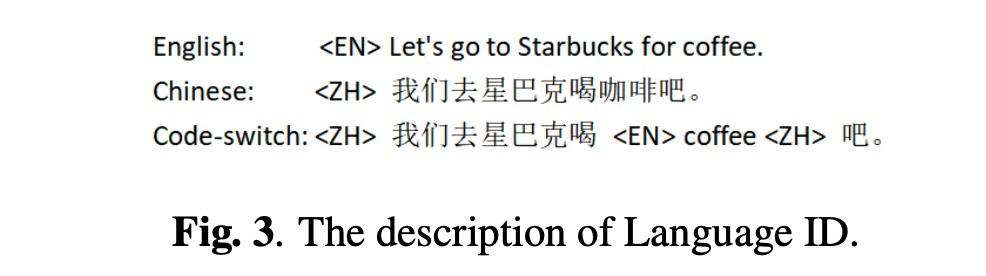 English: <EN> Let's go to Starbucks for coffee.
Chinese: <ZH> 我们去星巴克喝咖啡吧。
Code-switch: <ZH> 我们去星巴克喝 <EN> coffee <ZH> 吧。
Fig. 3. The description of Language ID.